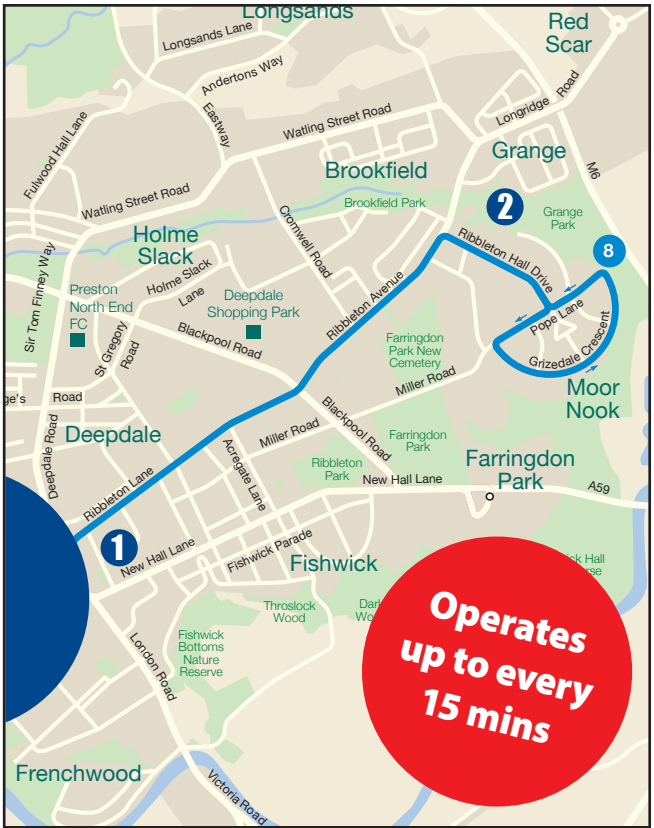 Longsands
Red
Scar
Longsands Lane
Andertons Way
Eastway
Longridge Road
Watling Street Road
Fulwood Hall Lane
Brookfield
Grange
M6
Watling Street Road
Brookfield Park
2
Grange
Park
Cromwell Road
Holme
Slack
Ribbleton Hall Drive
8
Sir Tom Finney Way
Holme Slack
Lane
Preston
North End
FC
Deepdale
Shopping Park
Ribbleton Avenue
Pope Lane
St Gregory
Road
Blackpool Road
Farringdon
Park New
Cemetery
Grizedale Crescent
Miller Road
Moor
Nook
ge's Road
Deepdale Road
Deepdale
Miller Road
Blackpool Road
Farringdon
Park
Acregate Lane
Ribbleton
Park
Farringdon
Park
New Hall Lane
A59
Ribbleton Lane
1
New Hall Lane
Fishwick Parade
Fishwick
ick Hall
rse
Throslock
Wood
Dar
Wo
Operates
up to every
15 mins
London Road
Fishwick
Bottoms
Nature
Reserve
Frenchwood
Victoria Road